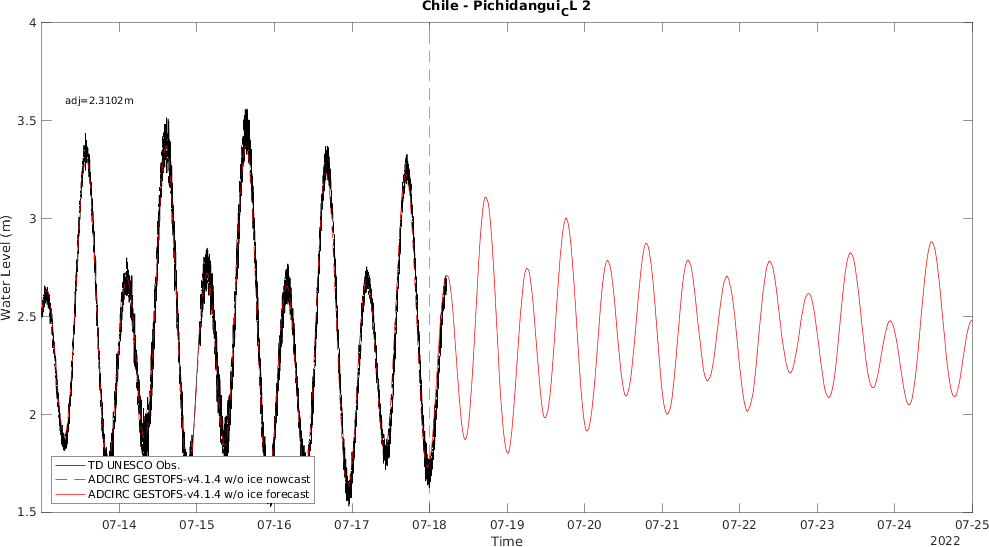 Chile - PichidanguiCL 2
4
adj=2.3102m
3.5
3
Water Level (m)
2.5
2
1.5
TD UNESCO Obs.
ADCIRC GESTOFS-v4.1.4 w/o ice nowcast
ADCIRC GESTOFS-v4.1.4 w/o ice forecast
07-14 07-15 07-16 07-17 07-18 07-19 07-20 07-21 07-22 07-23 07-24 07-25
Time
2022